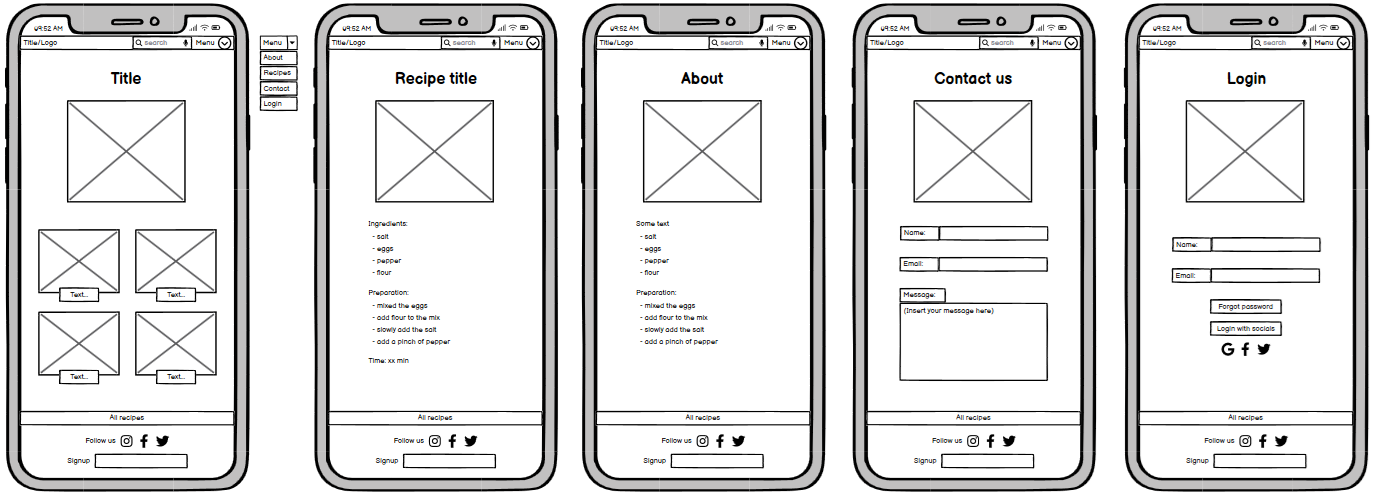 09:52 AM
Title/Logo
search
Menu
Title
Text...
Text...
Text...
Text...
All recipes
Follow us
Signup
Menu
About
Recipes
Contact
Login
09:52 AM
Title/Logo
search
Menu
Recipe title
Ingredients:
- salt
- eggs
- pepper
- flour
Preparation:
- mixed the eggs
- add flour to the mix
- slowly add the salt
- add a pinch of pepper
Time: xx min
All recipes
Follow us
Signup
09:52 AM
Title/Logo
search
Menu
About
Some text
- salt
- eggs
- pepper
- flour
Preparation:
- mixed the eggs
- add flour to the mix
- slowly add the salt
- add a pinch of pepper
All recipes
Follow us
Signup
09:52 AM
Title/Logo
search
Menu
Contact us
Name:
Email:
Message:
(Insert your message here)
All recipes
Follow us
Signup
09:52 AM
Title/Logo
search
Menu
Login
Name:
Email:
Forgot password
Login with socials
All recipes
Follow us
Signup